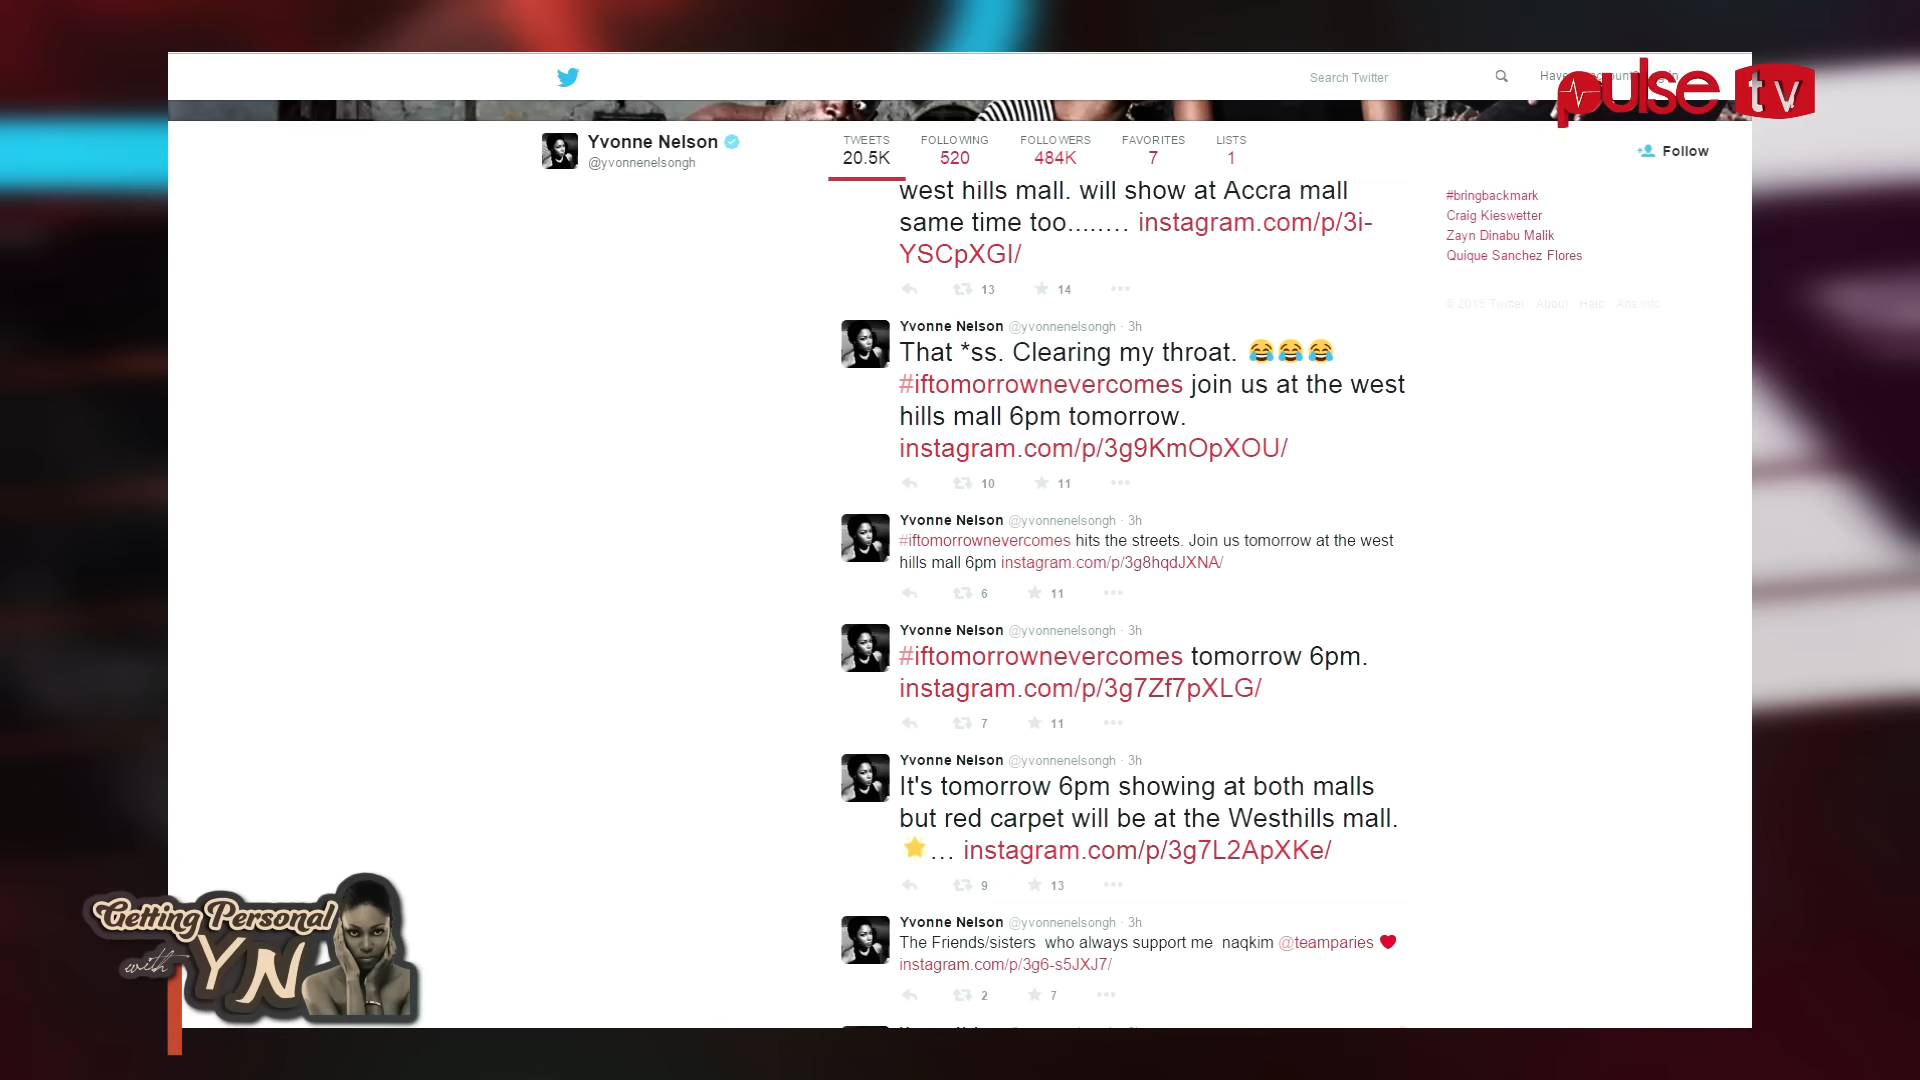 Search Twitter
pulse tv
Yvonne Nelson
@yvonnenelsongh
TWEETS FOLLOWING FOLLOWERS FAVORITES LISTS
20.5K 520 484K 7 1
Follow
west hills mall. will show at Accra mall
same time too........ instagram.com/p/3i-
YSCpXGI/
13 14
#bringbackmark
Craig Kieswetter
Zayn Dinabu Malik
Quique Sanchez Flores
© 2015 Twitter About Help Ads info
Yvonne Nelson @yvonnenelsongh · 3h
That *ss. Clearing my throat. 😂😂😂
#iftomorrownevercomes join us at the west
hills mall 6pm tomorrow.
instagram.com/p/3g9KmOpXOU/
10 11
Yvonne Nelson @yvonnenelsongh · 3h
#iftomorrownevercomes hits the streets. Join us tomorrow at the west
hills mall 6pm instagram.com/p/3g8hqdJXNA/
6 11
Yvonne Nelson @yvonnenelsongh · 3h
#iftomorrownevercomes tomorrow 6pm.
instagram.com/p/3g7Zf7pXLG/
7 11
Yvonne Nelson @yvonnenelsongh · 3h
It's tomorrow 6pm showing at both malls
but red carpet will be at the Westhills mall.
⭐… instagram.com/p/3g7L2ApXKe/
9 13
Yvonne Nelson @yvonnenelsongh · 3h
The Friends/sisters who always support me naqkim @teamparies ❤
instagram.com/p/3g6-s5JXJ7/
2 7
Getting Personal
with YN